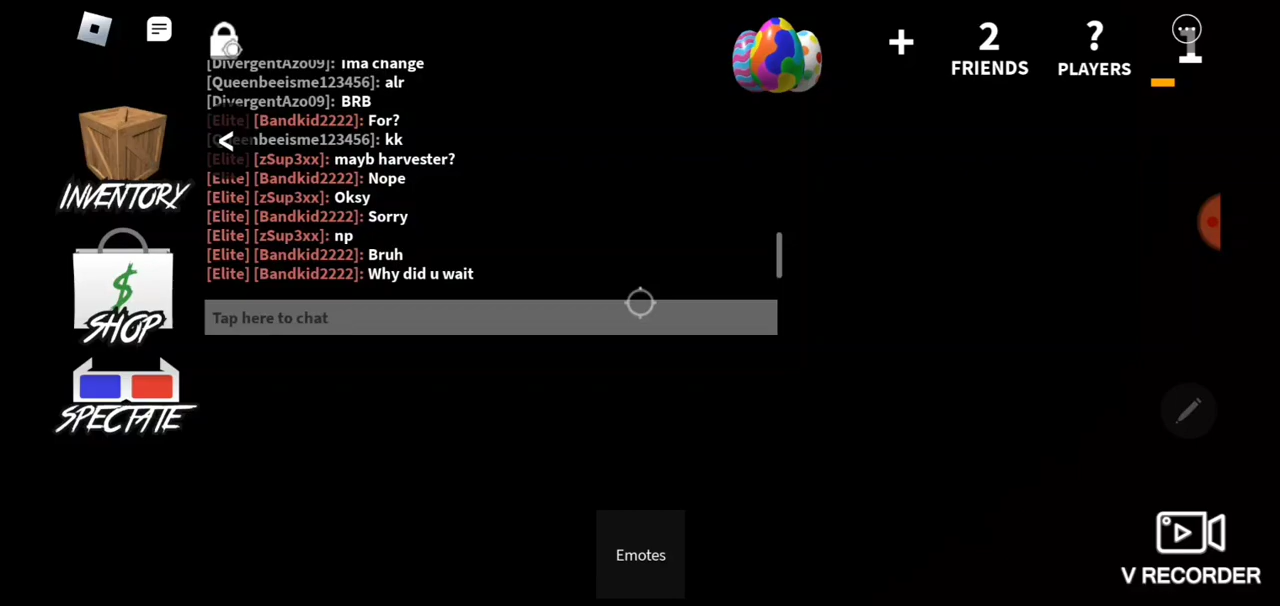 2
FRIENDS
?
PLAYERS
[DivergentAzo09]: Ima change
[Queenbeeisme123456]: alr
[DivergentAzo09]: BRB
[Elite] [Bandkid2222]: For?
[Queenbeeisme123456]: kk
[Elite] [zSup3xx]: mayb harvester?
[Elite] [Bandkid2222]: Nope
[Elite] [zSup3xx]: Oksy
[Elite] [Bandkid2222]: Sorry
[Elite] [zSup3xx]: np
[Elite] [Bandkid2222]: Bruh
[Elite] [Bandkid2222]: Why did u wait
Tap here to chat
INVENTORY
$
SHOP
SPECTATE
Emotes
V RECORDER